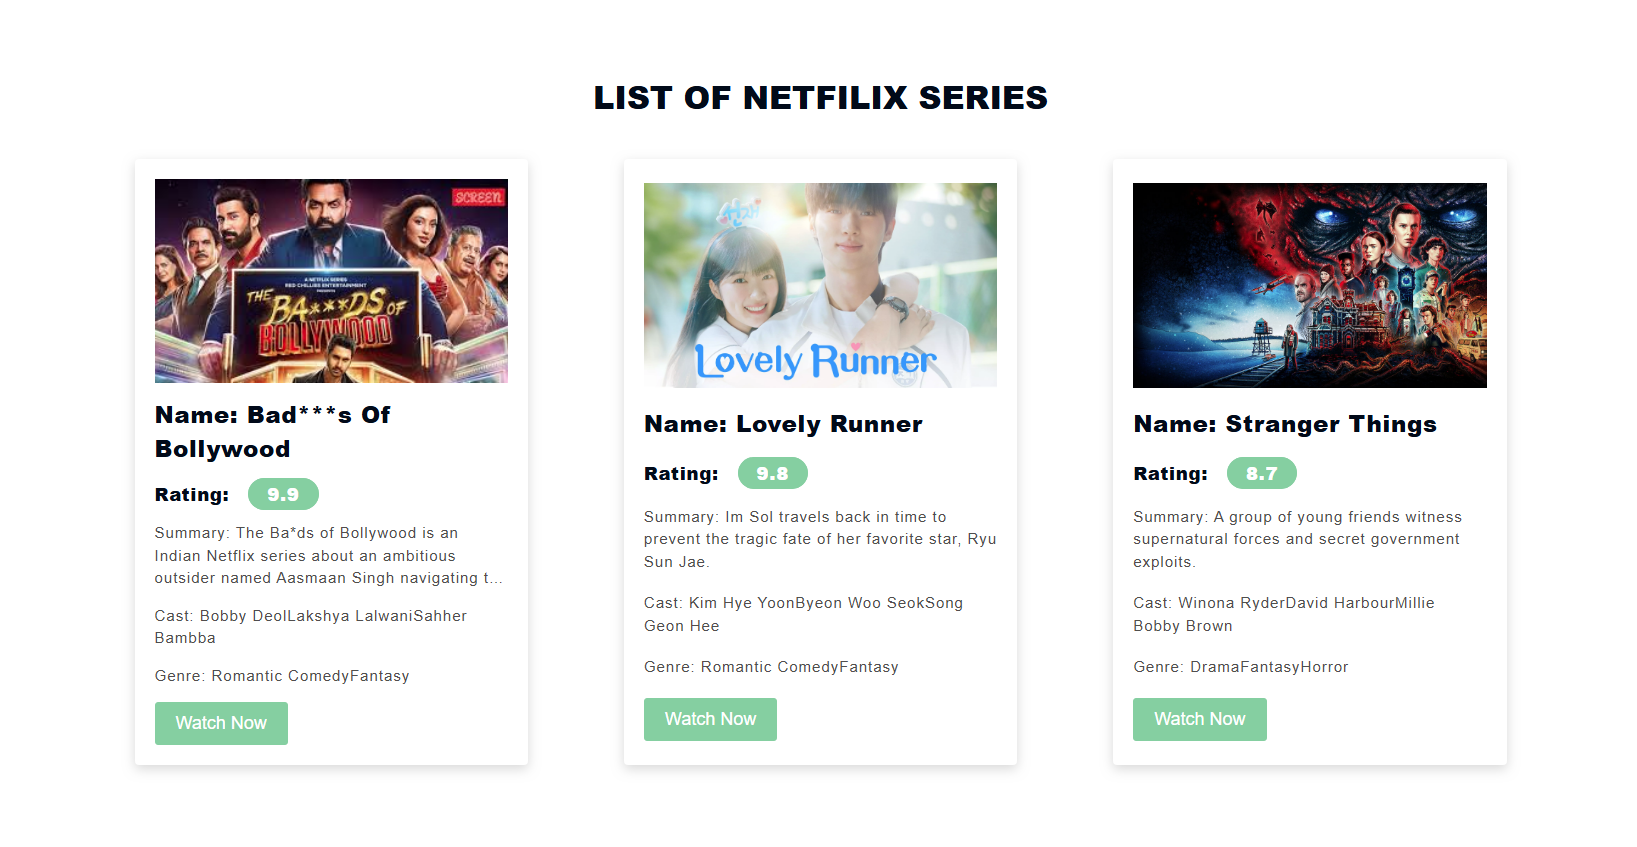 LIST OF NETFILIX SERIES
SCREEN
A NETFLIX SERIES
RED CHILLIES ENTERTAINMENT
PRESENTS
THE
BA***DS OF
BOLLYWOOD
Name: Bad***s Of
Bollywood
Rating: 9.9
Summary: The Ba*ds of Bollywood is an
Indian Netflix series about an ambitious
outsider named Aasmaan Singh navigating t...
Cast: Bobby DeolLakshya LalwaniSahher
Bambba
Genre: Romantic ComedyFantasy
Watch Now
선재
Lovely Runner
Name: Lovely Runner
Rating: 9.8
Summary: Im Sol travels back in time to
prevent the tragic fate of her favorite star, Ryu
Sun Jae.
Cast: Kim Hye YoonByeon Woo SeokSong
Geon Hee
Genre: Romantic ComedyFantasy
Watch Now
Name: Stranger Things
Rating: 8.7
Summary: A group of young friends witness
supernatural forces and secret government
exploits.
Cast: Winona RyderDavid HarbourMillie
Bobby Brown
Genre: DramaFantasyHorror
Watch Now